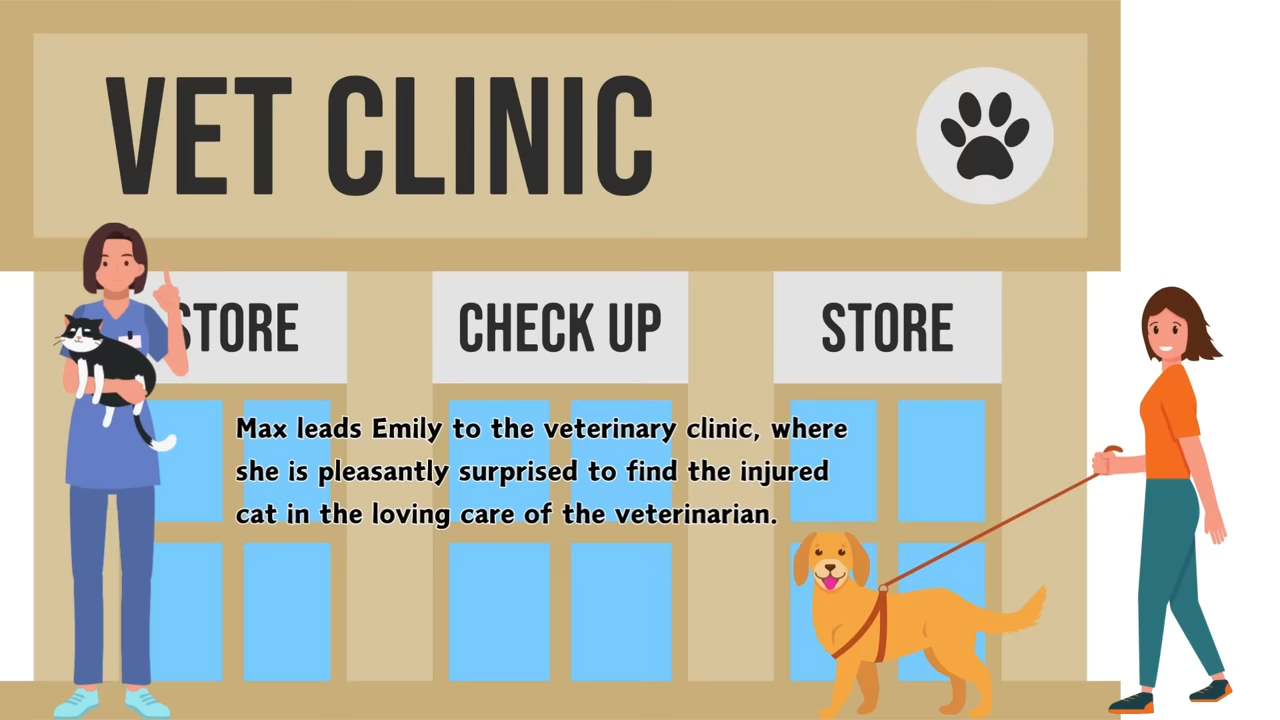 VET CLINIC
STORE
CHECK UP
STORE
Max leads Emily to the veterinary clinic, where
she is pleasantly surprised to find the injured
cat in the loving care of the veterinarian.